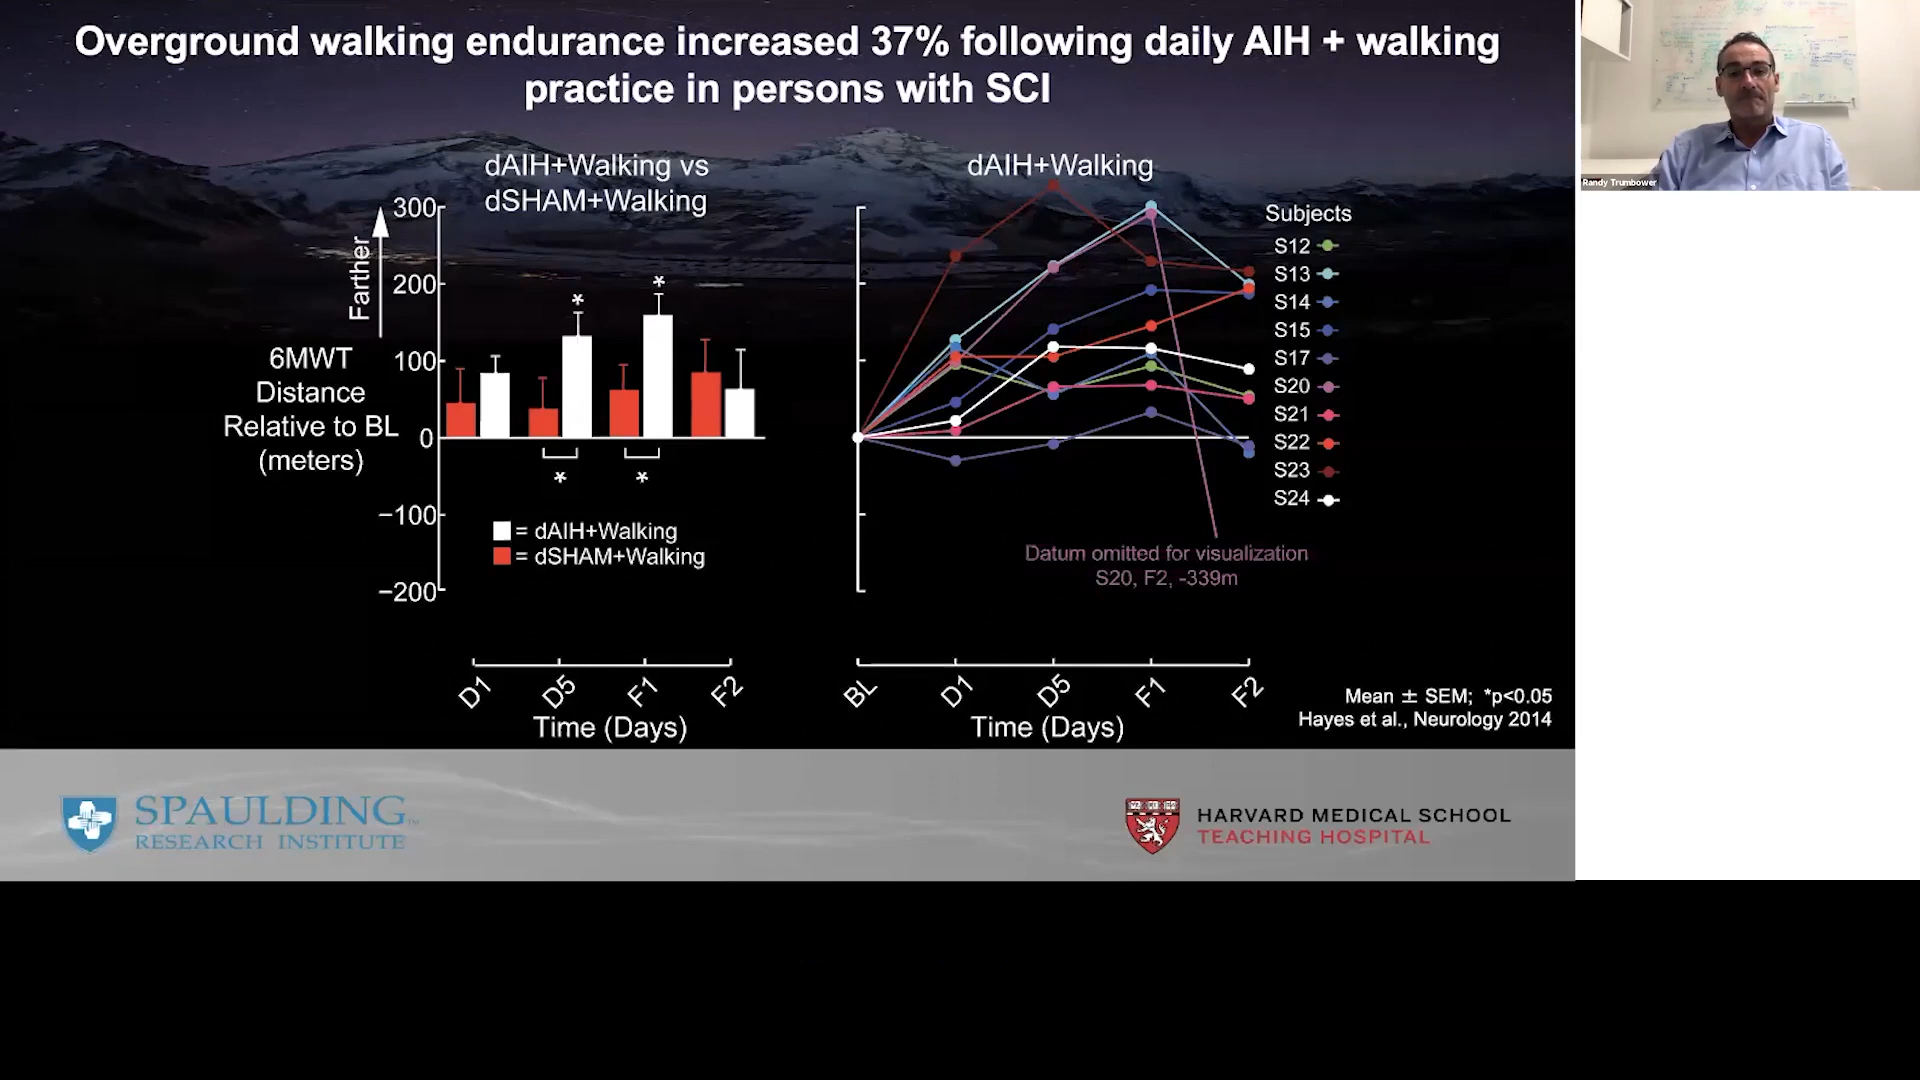 Overground walking endurance increased 37% following daily AIH + walking
practice in persons with SCI
Randy Trumbower
dAIH+Walking vs
dSHAM+Walking
Farther
300
200
100
0
−100
−200
6MWT
Distance
Relative to BL
(meters)
*
*
*
*
= dAIH+Walking
= dSHAM+Walking
D1
D5
F1
F2
Time (Days)
dAIH+Walking
Subjects
S12
S13
S14
S15
S17
S20
S21
S22
S23
S24
Datum omitted for visualization
S20, F2, -339m
BL
D1
D5
F1
F2
Time (Days)
Mean ± SEM; *p<0.05
Hayes et al., Neurology 2014
SPAULDING™
RESEARCH INSTITUTE
HARVARD MEDICAL SCHOOL
TEACHING HOSPITAL